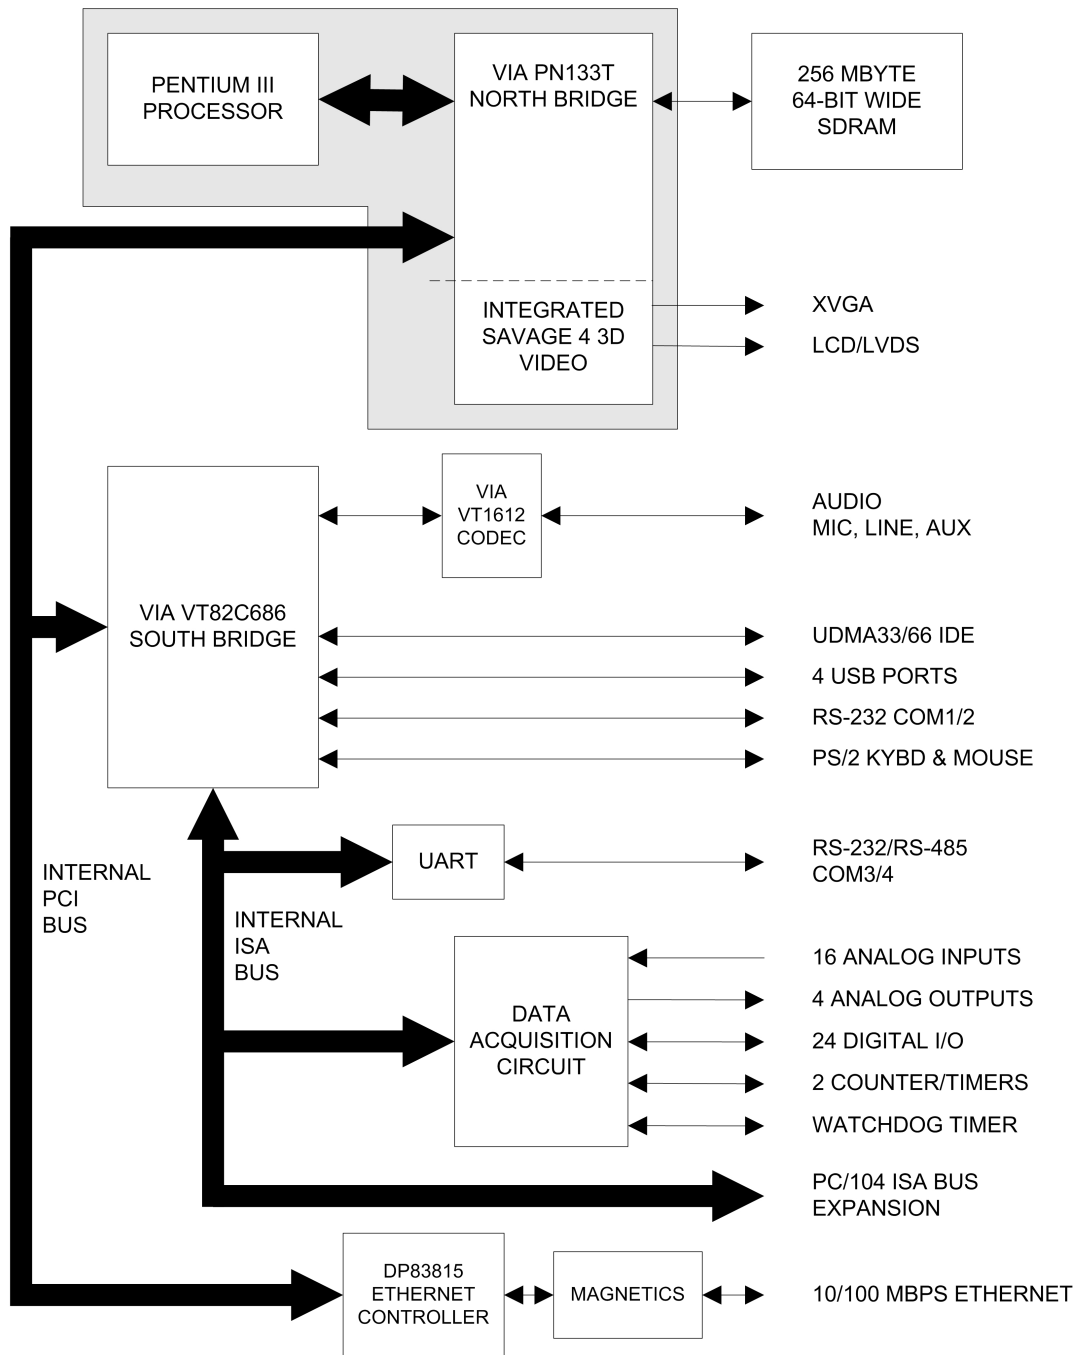 PENTIUM III
PROCESSOR
VIA PN133T
NORTH BRIDGE
256 MBYTE
64-BIT WIDE
SDRAM
INTEGRATED
SAVAGE 4 3D
VIDEO
XVGA
LCD/LVDS
VIA
VT1612
CODEC
AUDIO
MIC, LINE, AUX
VIA VT82C686
SOUTH BRIDGE
UDMA33/66 IDE
4 USB PORTS
RS-232 COM1/2
PS/2 KYBD & MOUSE
INTERNAL
PCI
BUS
UART
RS-232/RS-485
COM3/4
INTERNAL
ISA
BUS
DATA
ACQUISITION
CIRCUIT
16 ANALOG INPUTS
4 ANALOG OUTPUTS
24 DIGITAL I/O
2 COUNTER/TIMERS
WATCHDOG TIMER
PC/104 ISA BUS
EXPANSION
DP83815
ETHERNET
CONTROLLER
MAGNETICS
10/100 MBPS ETHERNET